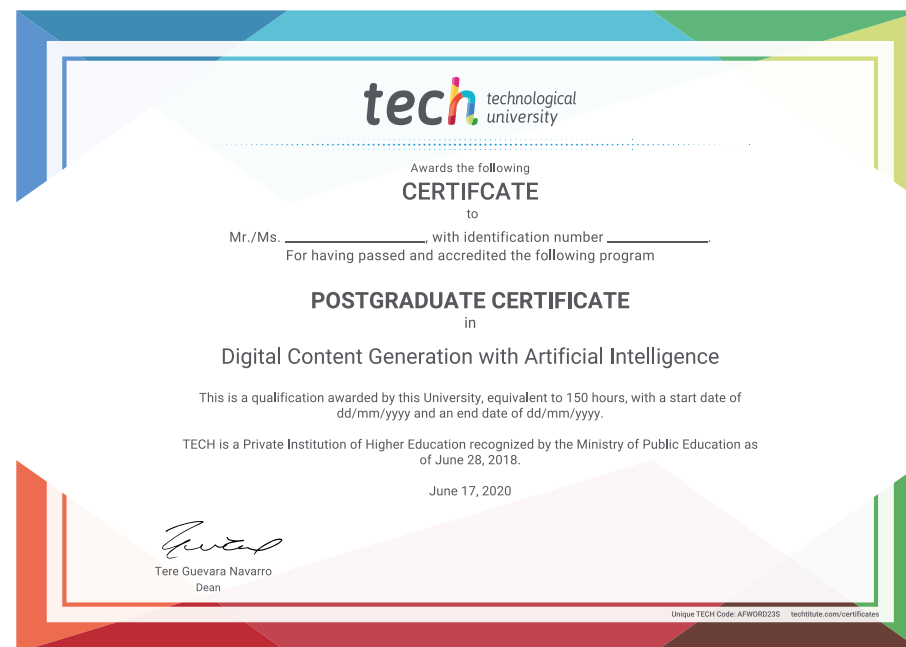 tech technological
university
Awards the following
CERTIFCATE
to
Mr./Ms. ____________________, with identification number ______________.
For having passed and accredited the following program
POSTGRADUATE CERTIFICATE
in
Digital Content Generation with Artificial Intelligence
This is a qualification awarded by this University, equivalent to 150 hours, with a start date of
dd/mm/yyyy and an end date of dd/mm/yyyy.
TECH is a Private Institution of Higher Education recognized by the Ministry of Public Education as
of June 28, 2018.
June 17, 2020
Tere Guevara Navarro
Dean
Unique TECH Code: AFWORD23S techtitute.com/certificates